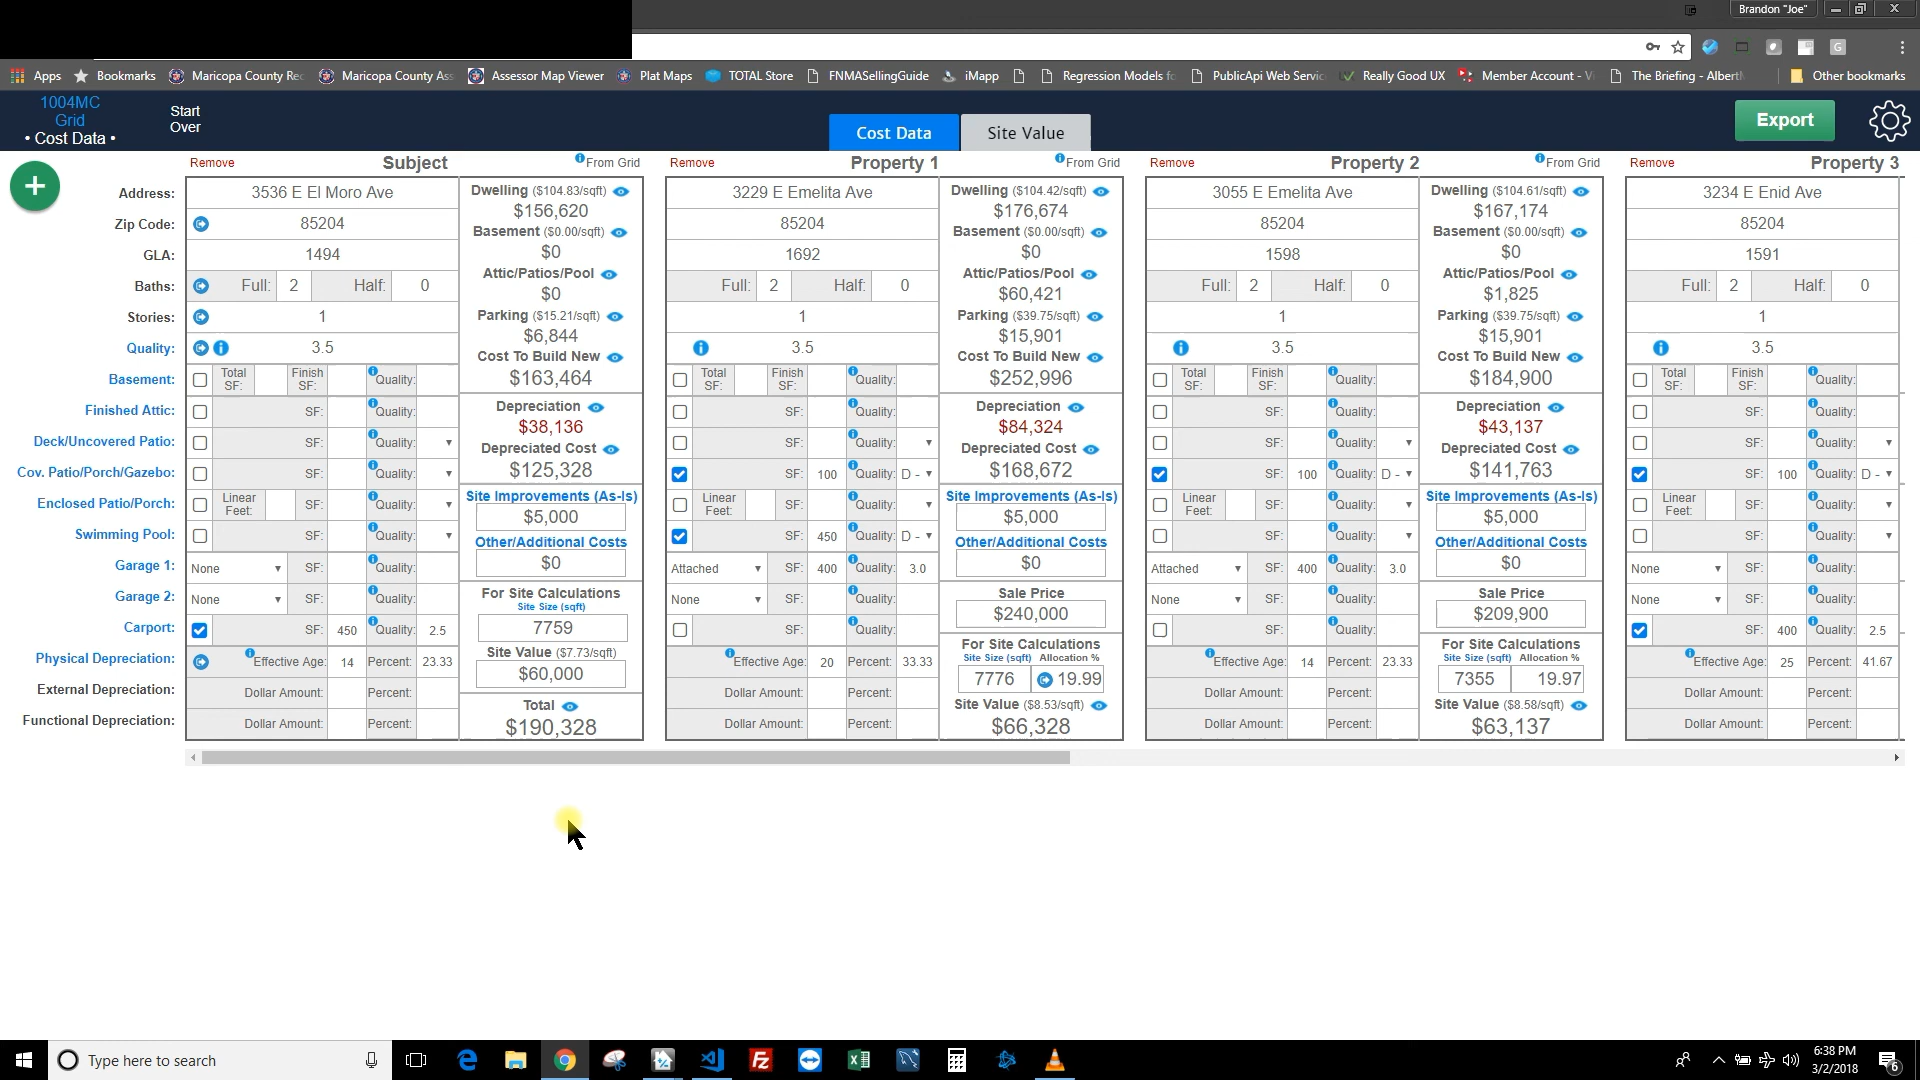 Brandon "Joe"
Apps Bookmarks Maricopa County Rec Maricopa County Ass Assessor Map Viewer Plat Maps TOTAL Store FNMASellingGuide iMapp Regression Models fo PublicApi Web Servic Really Good UX Member Account - V The Briefing - Albert Other bookmarks
1004MC
Grid
• Cost Data •
Start
Over
Cost Data Site Value
Export
Remove Subject From Grid Remove Property 1 From Grid Remove Property 2 From Grid Remove Property 3
Address: 3536 E El Moro Ave Dwelling ($104.83/sqft) 3229 E Emelita Ave Dwelling ($104.42/sqft) 3055 E Emelita Ave Dwelling ($104.61/sqft) 3234 E Enid Ave
$156,620 $176,674 $167,174
Zip Code: 85204 Basement ($0.00/sqft) 85204 Basement ($0.00/sqft) 85204 Basement ($0.00/sqft) 85204
GLA: 1494 $0 1692 $0 1598 $0 1591
Attic/Patios/Pool Attic/Patios/Pool Attic/Patios/Pool
Baths: Full: 2 Half: 0 $0 Full: 2 Half: 0 $60,421 Full: 2 Half: 0 $1,825 Full: 2 Half: 0
Stories: 1 Parking ($15.21/sqft) 1 Parking ($39.75/sqft) 1 Parking ($39.75/sqft) 1
$6,844 $15,901 $15,901
Quality: 3.5 Cost To Build New 3.5 Cost To Build New 3.5 Cost To Build New 3.5
Basement: Total SF: Finish SF: Quality: $163,464 Total SF: Finish SF: Quality: $252,996 Total SF: Finish SF: Quality: $184,900 Total SF: Finish SF: Quality:
Finished Attic: SF: Quality: Depreciation SF: Quality: Depreciation SF: Quality: Depreciation SF: Quality:
$38,136 $84,324 $43,137
Deck/Uncovered Patio: SF: Quality: Depreciated Cost SF: Quality: Depreciated Cost SF: Quality: Depreciated Cost SF: Quality:
Cov. Patio/Porch/Gazebo: SF: Quality: $125,328 SF: 100 Quality: D - $168,672 SF: 100 Quality: D - $141,763 SF: 100 Quality: D -
Enclosed Patio/Porch: Linear Feet: Quality: Site Improvements (As-Is) Linear Feet: Quality: Site Improvements (As-Is) Linear Feet: Quality: Site Improvements (As-Is) Linear Feet: Quality:
$5,000 $5,000 $5,000
Swimming Pool: SF: Quality: Other/Additional Costs SF: 450 Quality: D - Other/Additional Costs SF: Quality: Other/Additional Costs SF: Quality:
Garage 1: None SF: Quality: $0 Attached SF: 400 Quality: 3.0 $0 Attached SF: 400 Quality: 3.0 $0 None SF: Quality:
Garage 2: None SF: Quality: For Site Calculations None SF: Quality: Sale Price None SF: Quality: Sale Price None SF: Quality:
Site Size (sqft) $240,000 $209,900
Carport: SF: 450 Quality: 2.5 7759 SF: Quality: For Site Calculations SF: Quality: For Site Calculations SF: 400 Quality: 2.5
Physical Depreciation: Effective Age: 14 Percent: 23.33 Site Value ($7.73/sqft) Effective Age: 20 Percent: 33.33 Site Size (sqft) Allocation % Effective Age: 14 Percent: 23.33 Site Size (sqft) Allocation % Effective Age: 25 Percent: 41.67
$60,000 7776 19.99 7355 19.97
External Depreciation: Dollar Amount: Percent: Dollar Amount: Percent: Dollar Amount: Percent: Dollar Amount: Percent:
Total Site Value ($8.53/sqft) Site Value ($8.58/sqft)
Functional Depreciation: Dollar Amount: Percent: $190,328 Dollar Amount: Percent: $66,328 Dollar Amount: Percent: $63,137 Dollar Amount: Percent:
Type here to search
6:38 PM
3/2/2018
6